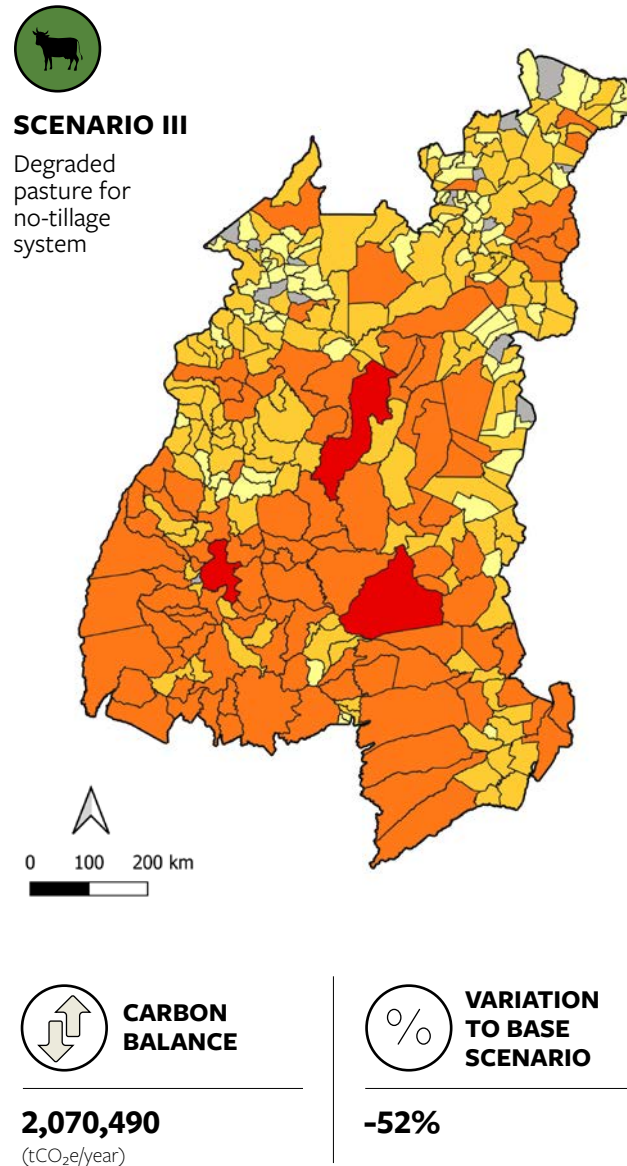 SCENARIO III
Degraded
pasture for
no-tillage
system
0 100 200 km
CARBON
BALANCE
2,070,490
(tCO₂e/year)
%
VARIATION
TO BASE
SCENARIO
-52%